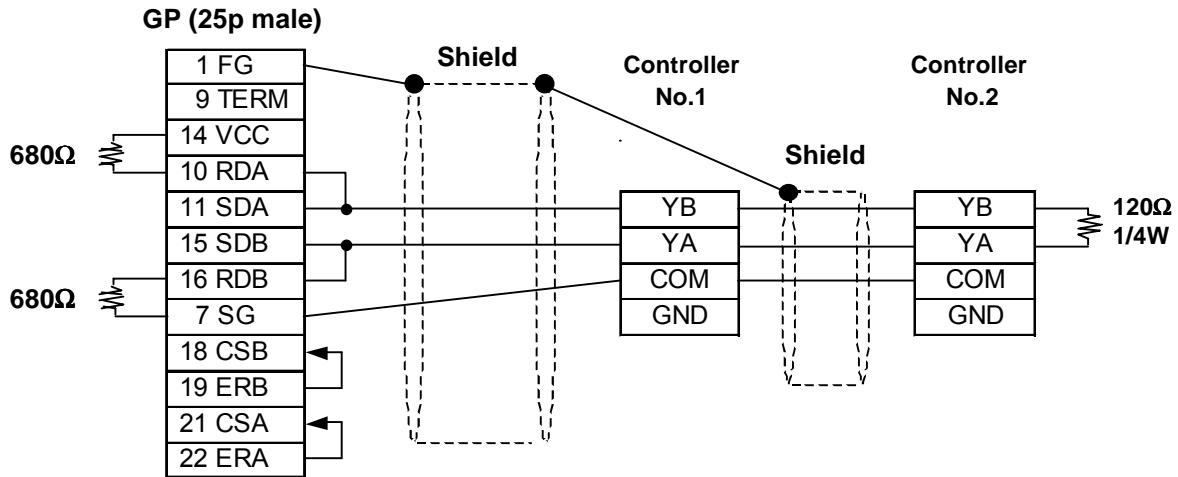 GP (25p male)
1 FG
9 TERM
14 VCC
10 RDA
11 SDA
15 SDB
16 RDB
7 SG
18 CSB
19 ERB
21 CSA
22 ERA
680Ω
680Ω
Shield
Controller
No.1
YB
YA
COM
GND
Shield
Controller
No.2
YB
YA
COM
GND
120Ω
1/4W